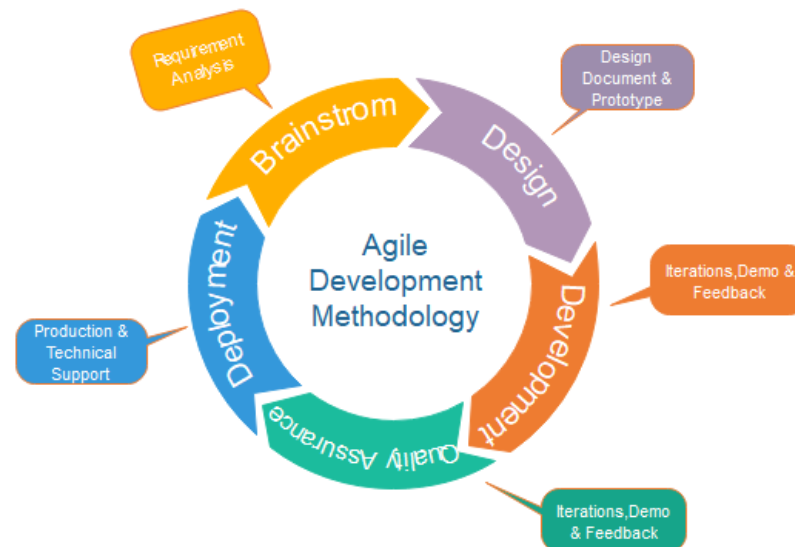 Requirement
Analysis
Brainstrom
Design
Document &
Prototype
Design
Agile
Development
Methodology
Iterations,Demo &
Feedback
Development
Production &
Technical
Support
Deployment
Quality Assurance
Iterations,Demo
& Feedback